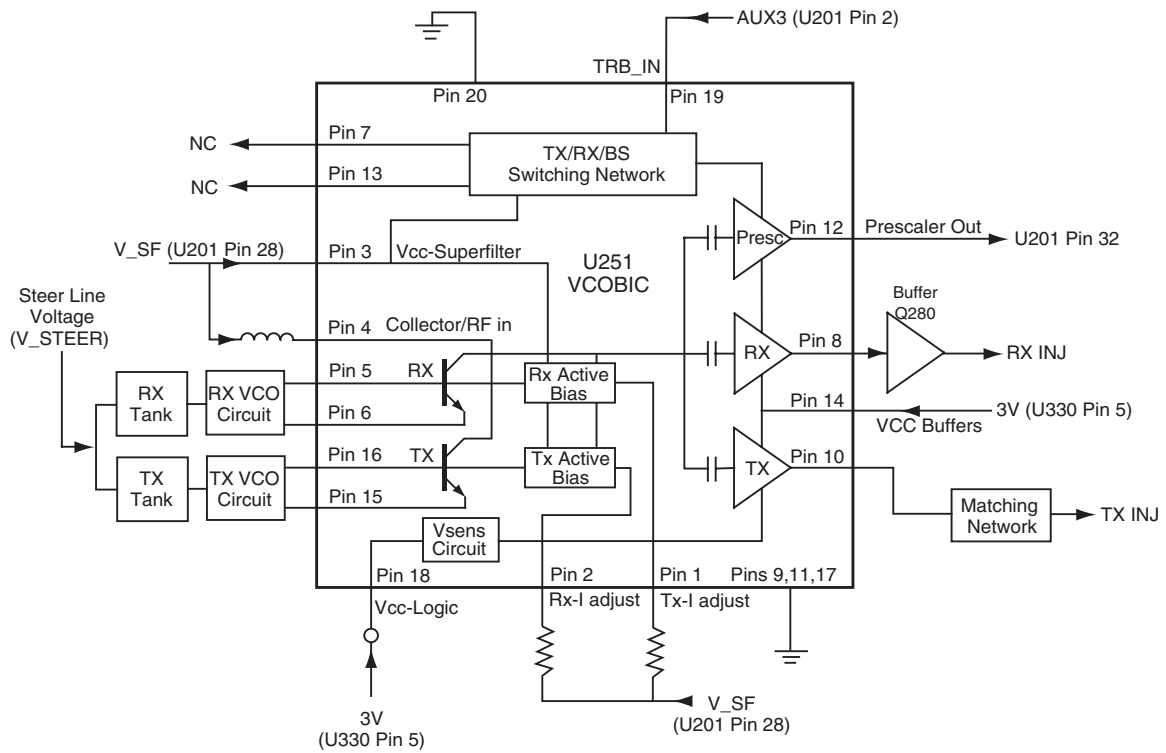 AUX3 (U201 Pin 2)
TRB_IN
Pin 20
Pin 19
Pin 7
NC
TX/RX/BS
Switching Network
Pin 13
NC
Presc
Pin 12
Prescaler Out
U201 Pin 32
V_SF (U201 Pin 28)
Pin 3
Vcc-Superfilter
U251
VCOBIC
Steer Line
Voltage
(V_STEER)
Buffer
Q280
Pin 4
Collector/RF in
RX
Pin 8
RX INJ
RX
Tank
RX VCO
Circuit
Pin 5
RX
Rx Active
Bias
Pin 6
Pin 14
VCC Buffers
3V (U330 Pin 5)
TX
Tank
TX VCO
Circuit
Pin 16
TX
Tx Active
Bias
Pin 15
TX
Pin 10
Matching
Network
TX INJ
Vsens
Circuit
Pin 18
Pin 2
Pin 1
Pins 9,11,17
Vcc-Logic
Rx-I adjust
Tx-I adjust
3V
(U330 Pin 5)
V_SF
(U201 Pin 28)